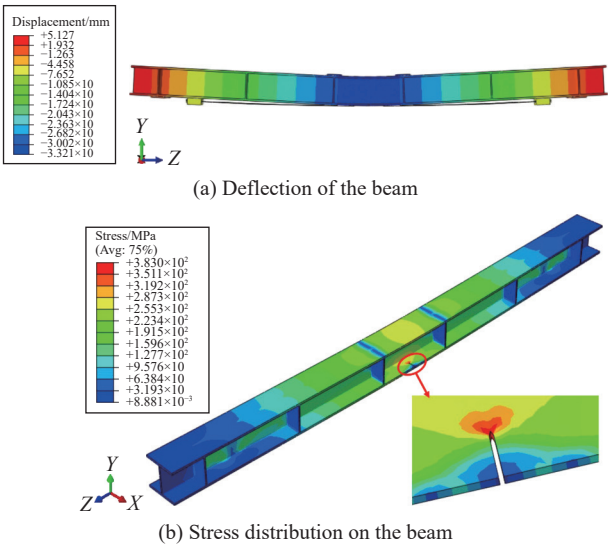 Displacement/mm
+5.127
+1.932
−1.263
−4.458
−7.652
−1.085×10
−1.404×10
−1.724×10
−2.043×10
−2.363×10
−2.682×10
−3.002×10
−3.321×10
Y
Z
(a) Deflection of the beam
Stress/MPa
(Avg: 75%)
+3.830×10²
+3.511×10²
+3.192×10²
+2.873×10²
+2.553×10²
+2.234×10²
+1.915×10²
+1.596×10²
+1.277×10²
+9.576×10
+6.384×10
+3.193×10
+8.881×10⁻³
Y
Z
X
(b) Stress distribution on the beam